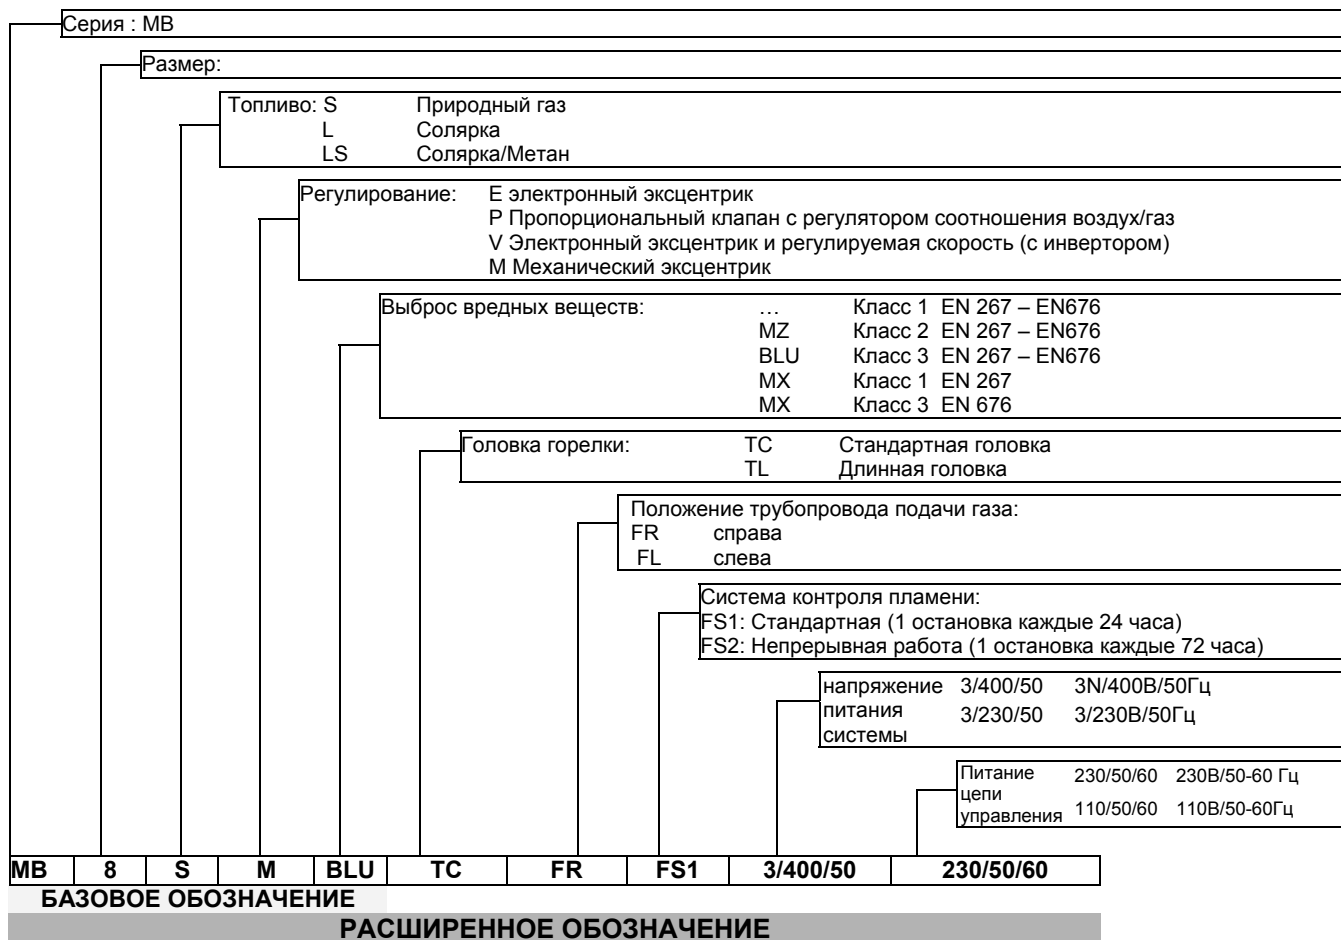 Серия : MB
Размер:
Топливо: S Природный газ
L Солярка
LS Солярка/Метан
Регулирование: E электронный эксцентрик
P Пропорциональный клапан с регулятором соотношения воздух/газ
V Электронный эксцентрик и регулируемая скорость (с инвертором)
M Механический эксцентрик
Выброс вредных веществ: … Класс 1 EN 267 – EN676
MZ Класс 2 EN 267 – EN676
BLU Класс 3 EN 267 – EN676
MX Класс 1 EN 267
MX Класс 3 EN 676
Головка горелки: TC Стандартная головка
TL Длинная головка
Положение трубопровода подачи газа:
FR справа
FL слева
Система контроля пламени:
FS1: Стандартная (1 остановка каждые 24 часа)
FS2: Непрерывная работа (1 остановка каждые 72 часа)
напряжение 3/400/50 3N/400В/50Гц
питания 3/230/50 3/230В/50Гц
системы
Питание 230/50/60 230В/50-60 Гц
цепи
управления 110/50/60 110В/50-60Гц
MB 8 S M BLU TC FR FS1 3/400/50 230/50/60
БАЗОВОЕ ОБОЗНАЧЕНИЕ
РАСШИРЕННОЕ ОБОЗНАЧЕНИЕ